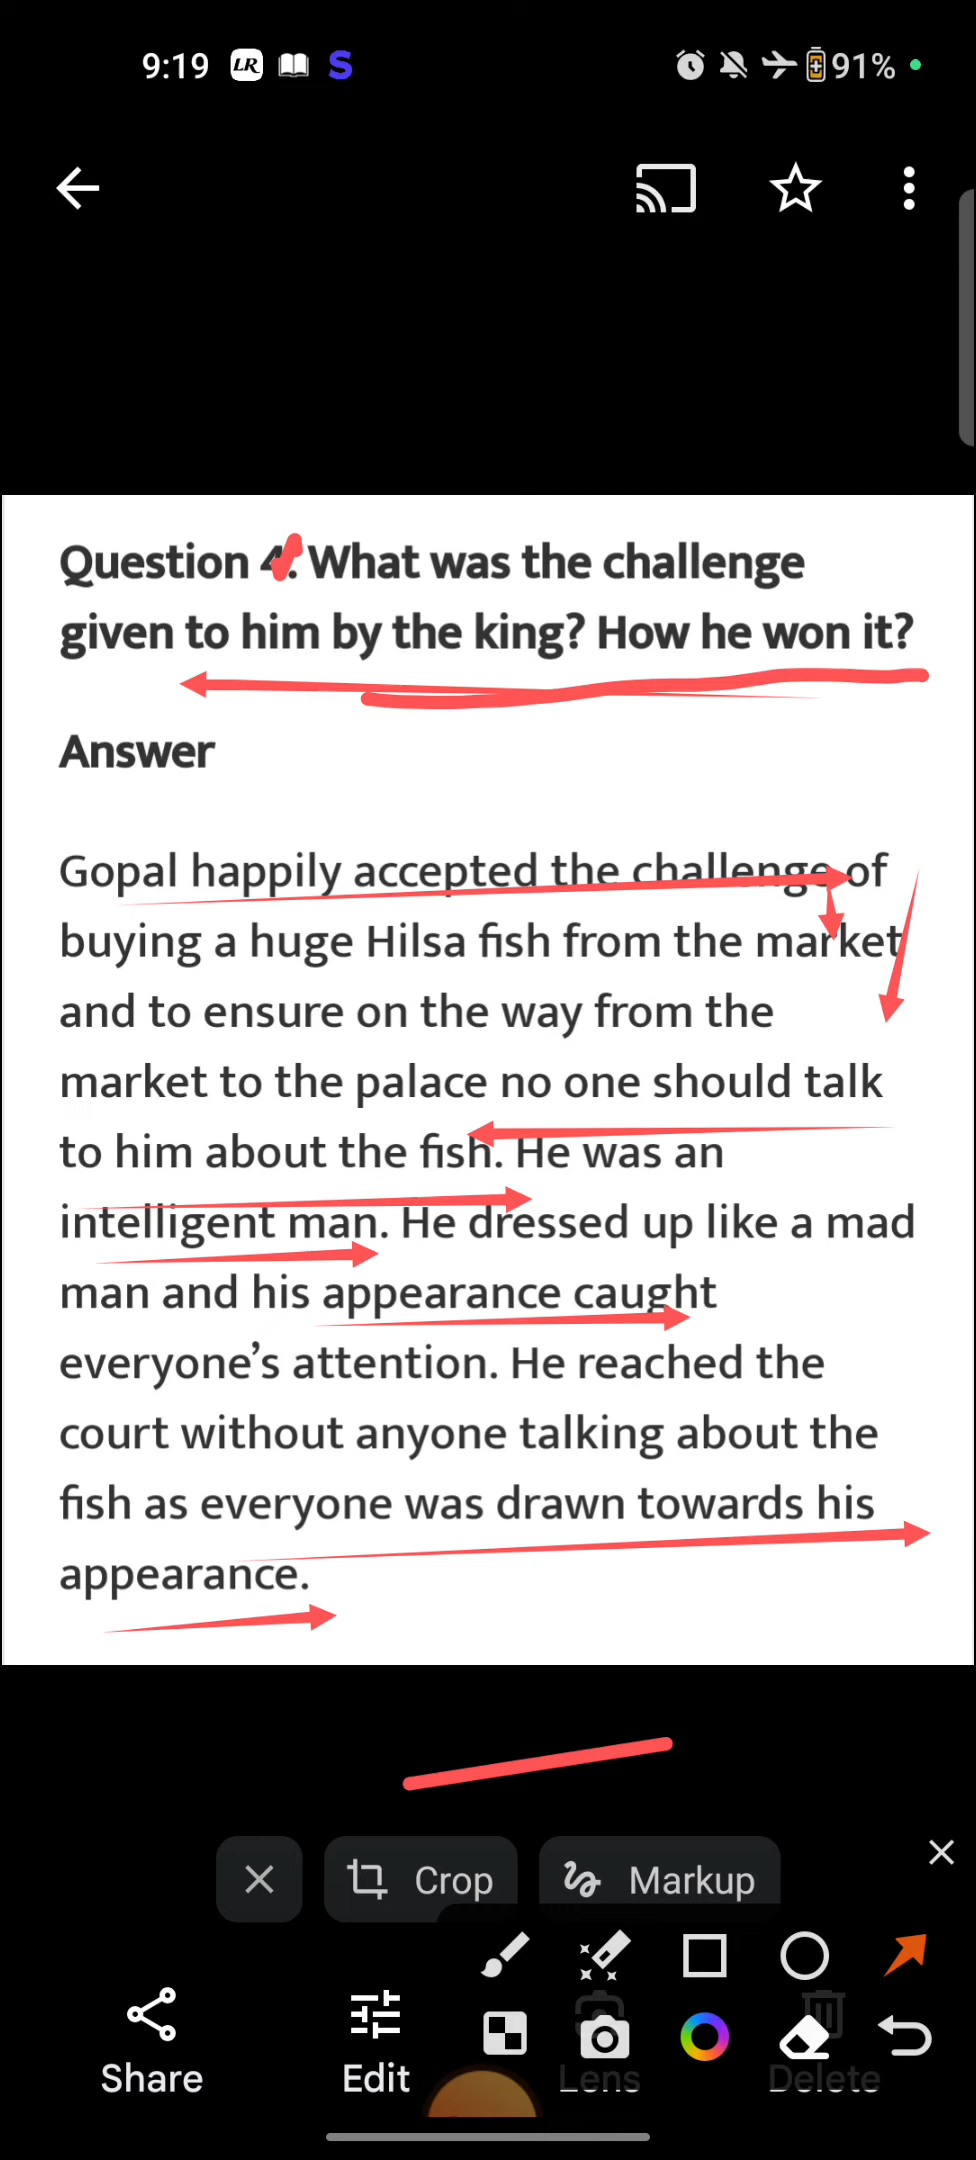 9:19 LR S 91%
Question 4. What was the challenge
given to him by the king? How he won it?
Answer
Gopal happily accepted the challenge of
buying a huge Hilsa fish from the market
and to ensure on the way from the
market to the palace no one should talk
to him about the fish. He was an
intelligent man. He dressed up like a mad
man and his appearance caught
everyone’s attention. He reached the
court without anyone talking about the
fish as everyone was drawn towards his
appearance.
Crop Markup
Share Edit Lens Delete